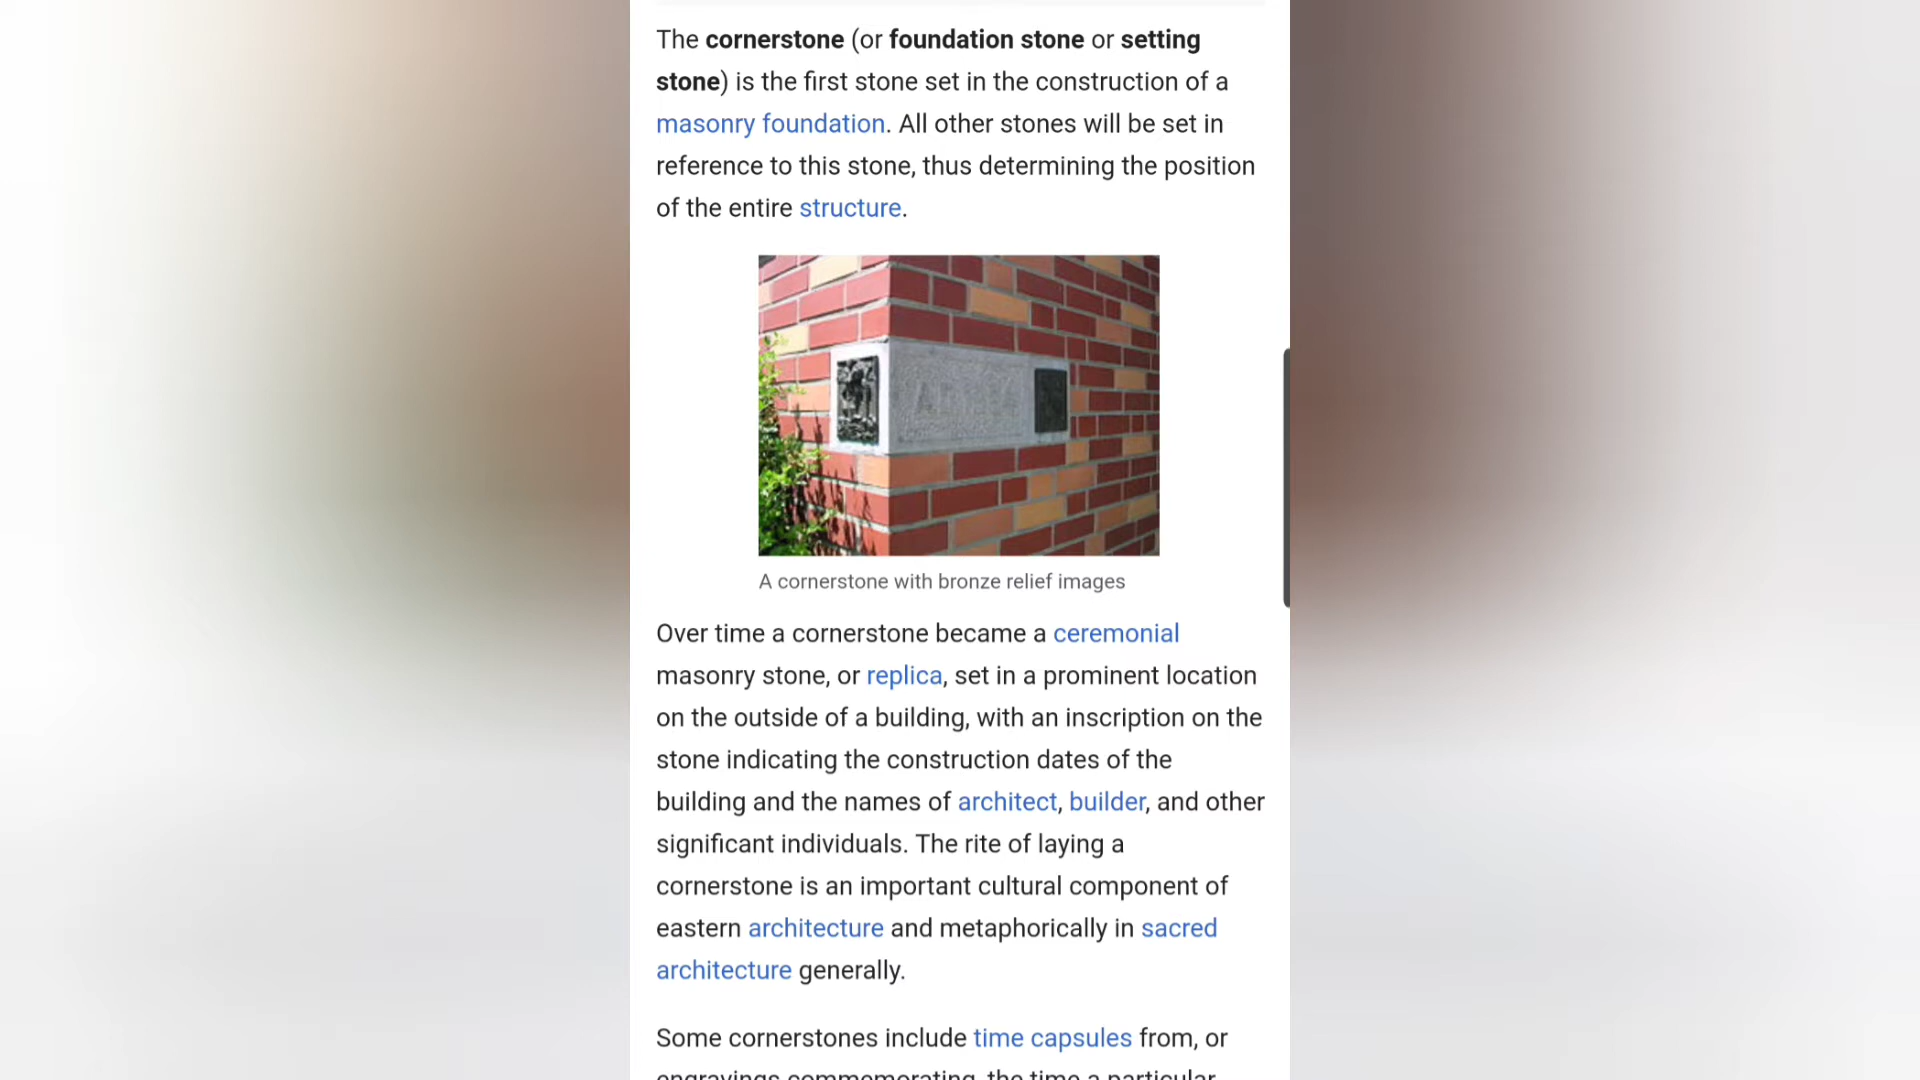 The cornerstone (or foundation stone or setting
stone) is the first stone set in the construction of a
masonry foundation. All other stones will be set in
reference to this stone, thus determining the position
of the entire structure.
A cornerstone with bronze relief images
Over time a cornerstone became a ceremonial
masonry stone, or replica, set in a prominent location
on the outside of a building, with an inscription on the
stone indicating the construction dates of the
building and the names of architect, builder, and other
significant individuals. The rite of laying a
cornerstone is an important cultural component of
eastern architecture and metaphorically in sacred
architecture generally.
Some cornerstones include time capsules from, or
engravings commemorating, the time a particular